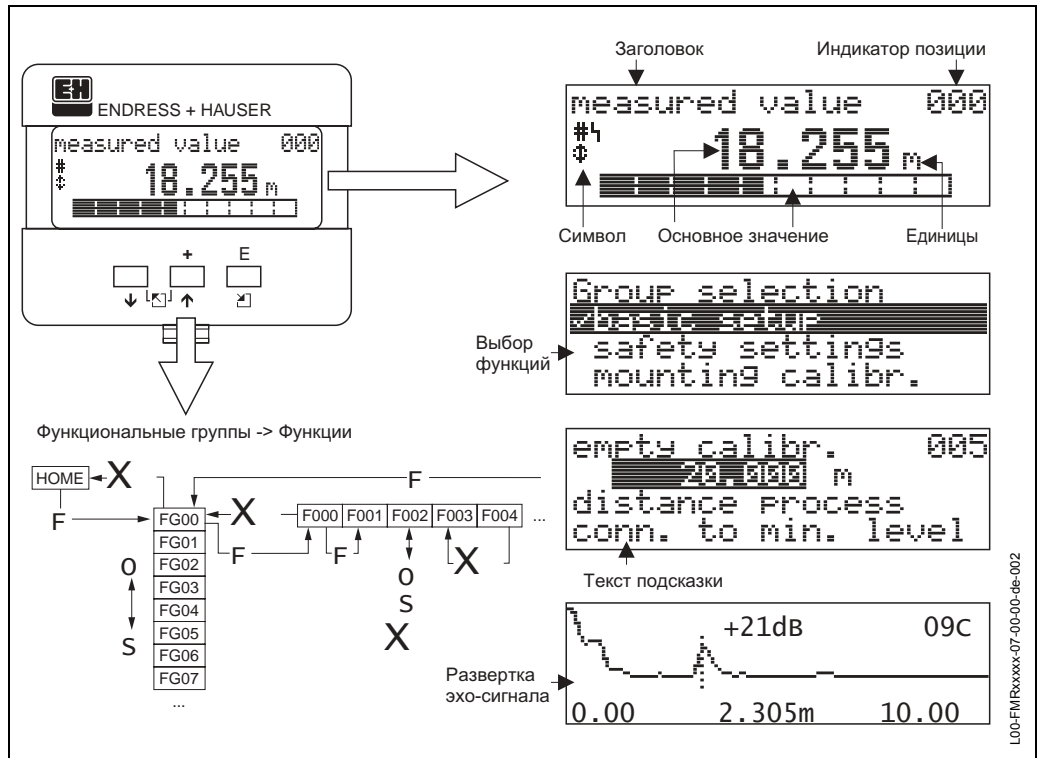 Заголовок
Индикатор позиции
EH
ENDRESS + HAUSER
measured value 000
#
18.255 m
+ E
measured value 000
#
18.255 m
Символ
Основное значение
Единицы
Group selection
basic setup
safety settings
mounting calibr.
Выбор
функций
Функциональные группы -> Функции
HOME
X
F
F
FG00
FG01
FG02
FG03
FG04
FG05
FG06
FG07
...
O
S
X
F
F000 F001 F002 F003 F004 ...
F
O
S
X
X
empty calibr. 005
20.000 m
distance process
conn. to min. level
Текст подсказки
+21dB 09C
Развертка
эхо-сигнала
0.00 2.305m 10.00
L00-FMRxxxxx-07-00-00-de-002